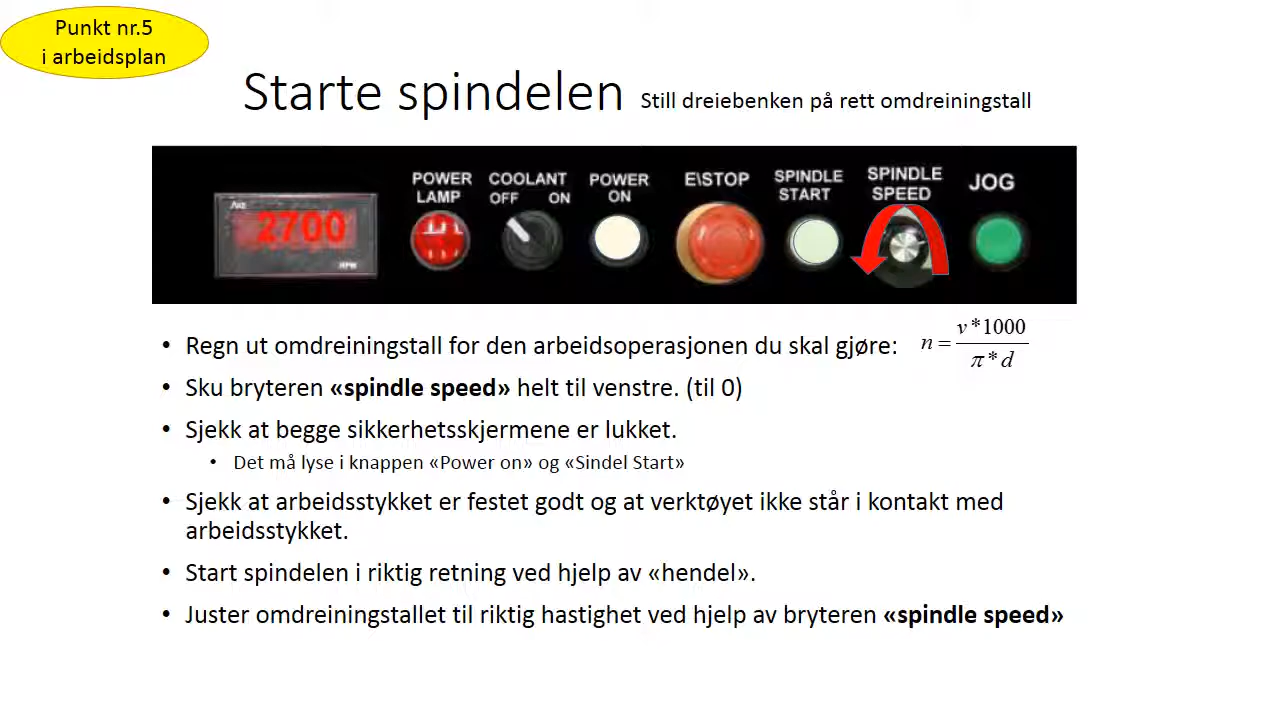 Punkt nr.5
i arbeidsplan
Starte spindelen Still dreiebenken på rett omdreiningstall
POWER LAMP
COOLANT
OFF ON
POWER ON
E\STOP
SPINDLE START
SPINDLE SPEED
JOG
2700
RPM
• Regn ut omdreiningstall for den arbeidsoperasjonen du skal gjøre: n = v*1000 / π*d
• Sku bryteren «spindle speed» helt til venstre. (til 0)
• Sjekk at begge sikkerhetsskjermene er lukket.
• Det må lyse i knappen «Power on» og «Sindel Start»
• Sjekk at arbeidsstykket er festet godt og at verktøyet ikke står i kontakt med
arbeidsstykket.
• Start spindelen i riktig retning ved hjelp av «hendel».
• Juster omdreiningstallet til riktig hastighet ved hjelp av bryteren «spindle speed»